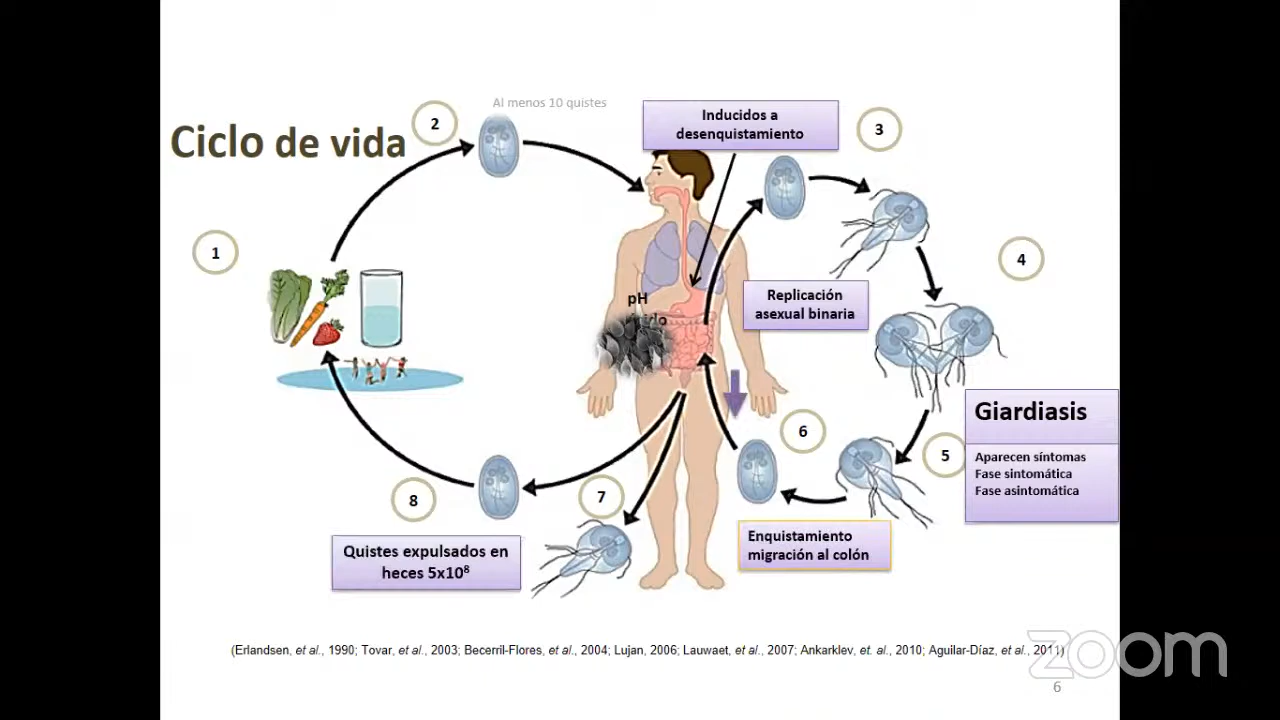 Ciclo de vida
1
2
Al menos 10 quistes
Inducidos a
desenquistamiento
3
pH
Replicación
asexual binaria
4
Giardiasis
Aparecen síntomas
Fase sintomática
Fase asintomática
5
6
Enquistamiento
migración al colón
7
8
Quistes expulsados en
heces 5x10⁸
(Erlandsen, et al., 1990; Tovar, et al., 2003; Becerril-Flores, et al., 2004; Lujan, 2006; Lauwaet, et al., 2007; Ankarklev, et. al., 2010; Aguilar-Díaz, et al., 2011)
zoom
6